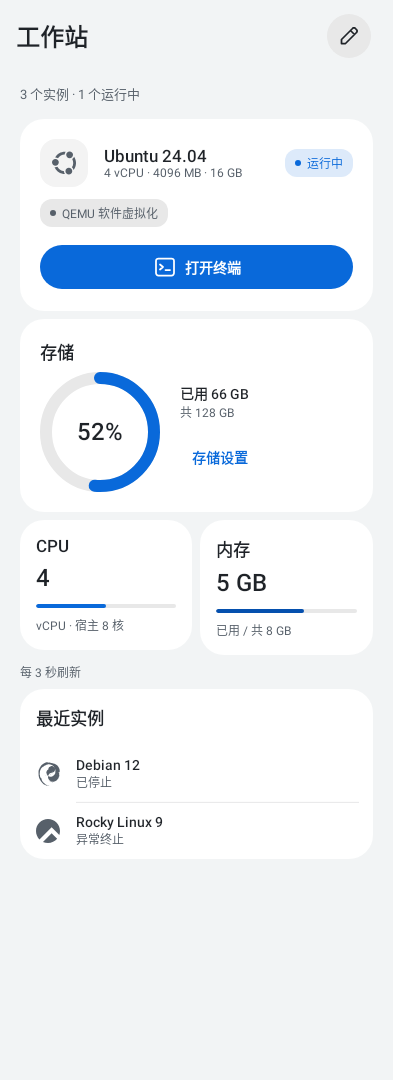 工作站
3 个实例 · 1 个运行中
Ubuntu 24.04
4 vCPU · 4096 MB · 16 GB
运行中
QEMU 软件虚拟化
打开终端
存储
52%
已用 66 GB
共 128 GB
存储设置
CPU
4
vCPU · 宿主 8 核
内存
5 GB
已用 / 共 8 GB
每 3 秒刷新
最近实例
Debian 12
已停止
Rocky Linux 9
异常终止